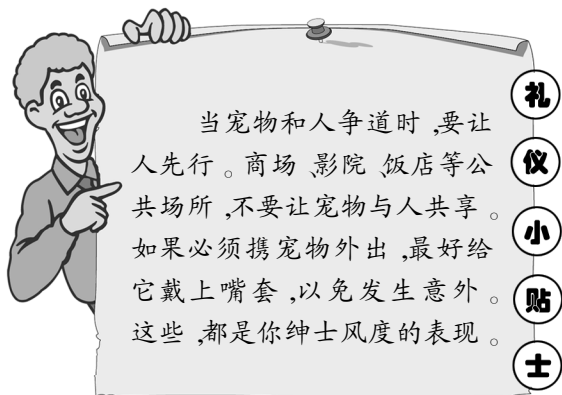 当宠物和人争道时,要让
人先行。商场、影院、饭店等公
共场所,不要让宠物与人共享。
如果必须携宠物外出,最好给
它戴上嘴套,以免发生意外。
这些,都是你绅士风度的表现。
礼
仪
小
贴
士